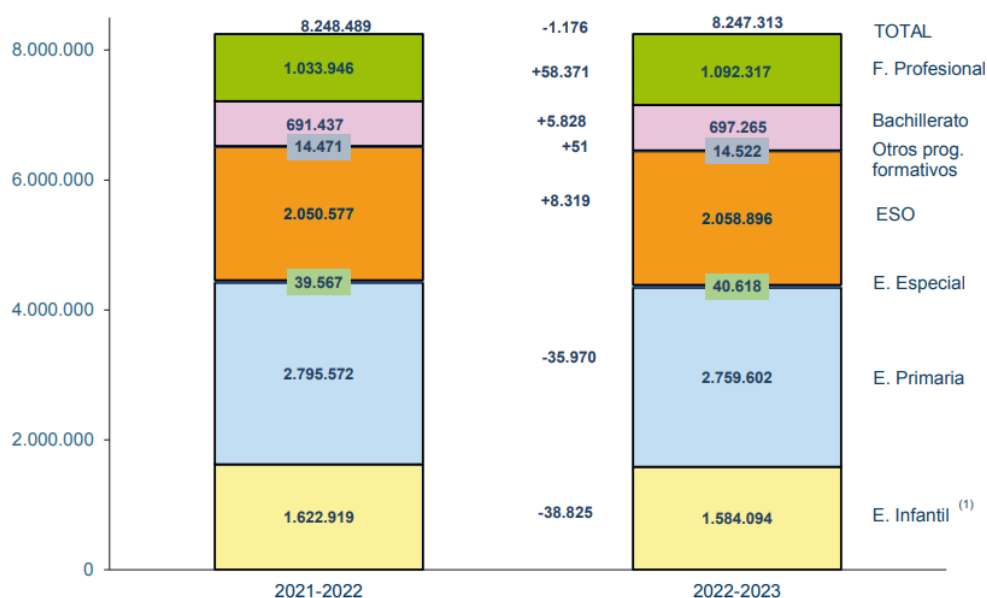 8.248.489 -1.176 8.247.313 TOTAL
8.000.000
1.033.946 +58.371 1.092.317 F. Profesional
691.437 +5.828 697.265 Bachillerato
14.471 +51 14.522 Otros prog.
formativos
6.000.000
2.050.577 +8.319 2.058.896 ESO
39.567 40.618 E. Especial
4.000.000
2.795.572 -35.970 2.759.602 E. Primaria
2.000.000
1.622.919 -38.825 1.584.094 E. Infantil (1)
0
2021-2022 2022-2023